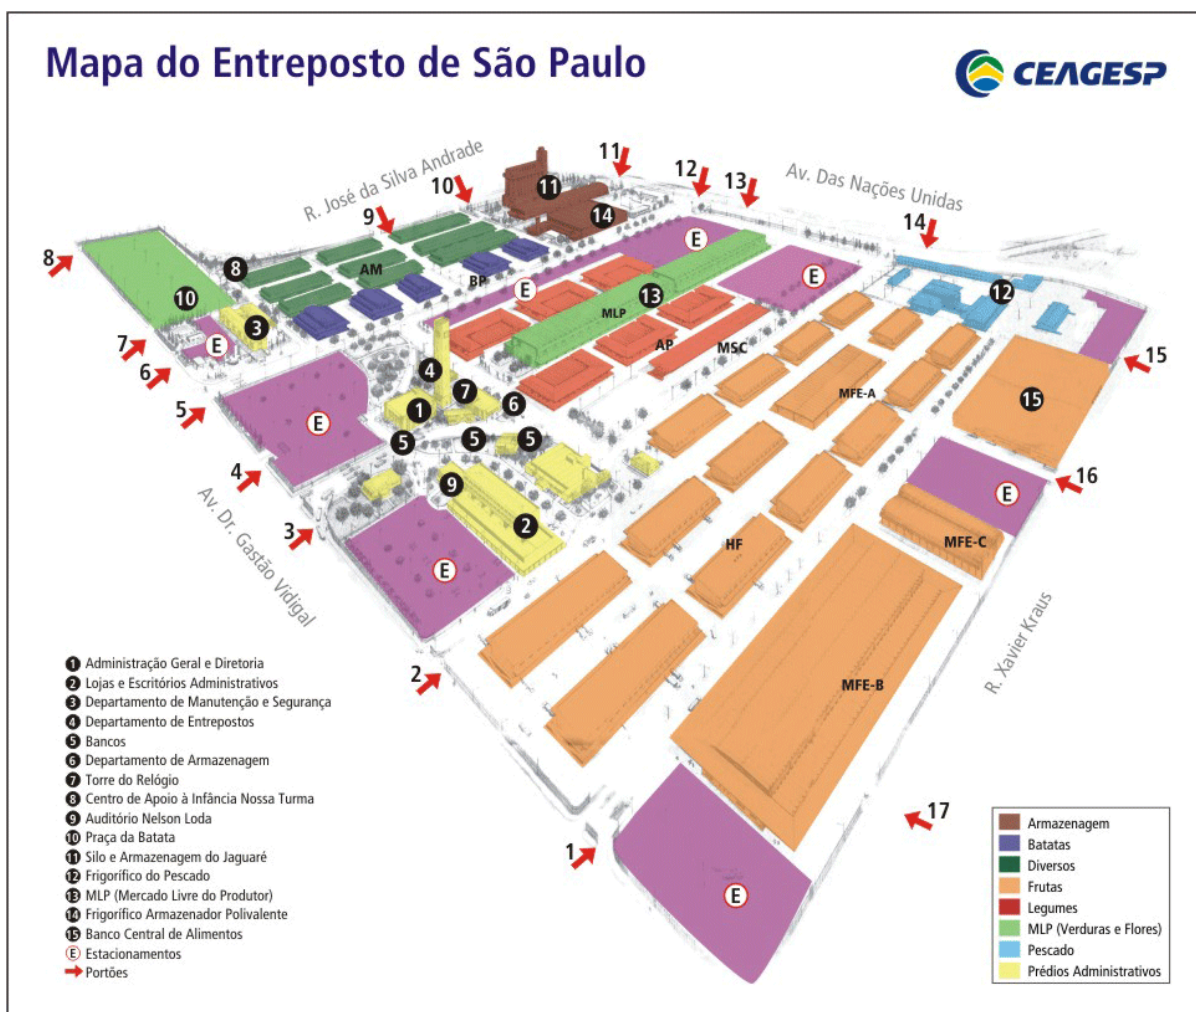 Mapa do Entreposto de São Paulo
CEAGESP
R. José da Silva Andrade
Av. Das Nações Unidas
11
12
13
10
9
14
8
11
14
E
8
AM
BP
E
13
E
12
10
3
MLP
7
E
AP
MSC
15
6
4
MFE-A
5
7
6
15
1
E
5
5
5
4
16
9
E
3
2
HF
MFE-C
E
Av. Dr. Gastão Vidigal
R. Xavier Kraus
2
MFE-B
17
1
E
1 Administração Geral e Diretoria
2 Lojas e Escritórios Administrativos
3 Departamento de Manutenção e Segurança
4 Departamento de Entrepostos
5 Bancos
6 Departamento de Armazenagem
7 Torre do Relógio
8 Centro de Apoio à Infância Nossa Turma
9 Auditório Nelson Loda
10 Praça da Batata
11 Silo e Armazenagem do Jaguaré
12 Frigorífico do Pescado
13 MLP (Mercado Livre do Produtor)
14 Frigorífico Armazenador Polivalente
15 Banco Central de Alimentos
E Estacionamentos
Portões
Armazenagem
Batatas
Diversos
Frutas
Legumes
MLP (Verduras e Flores)
Pescado
Prédios Administrativos